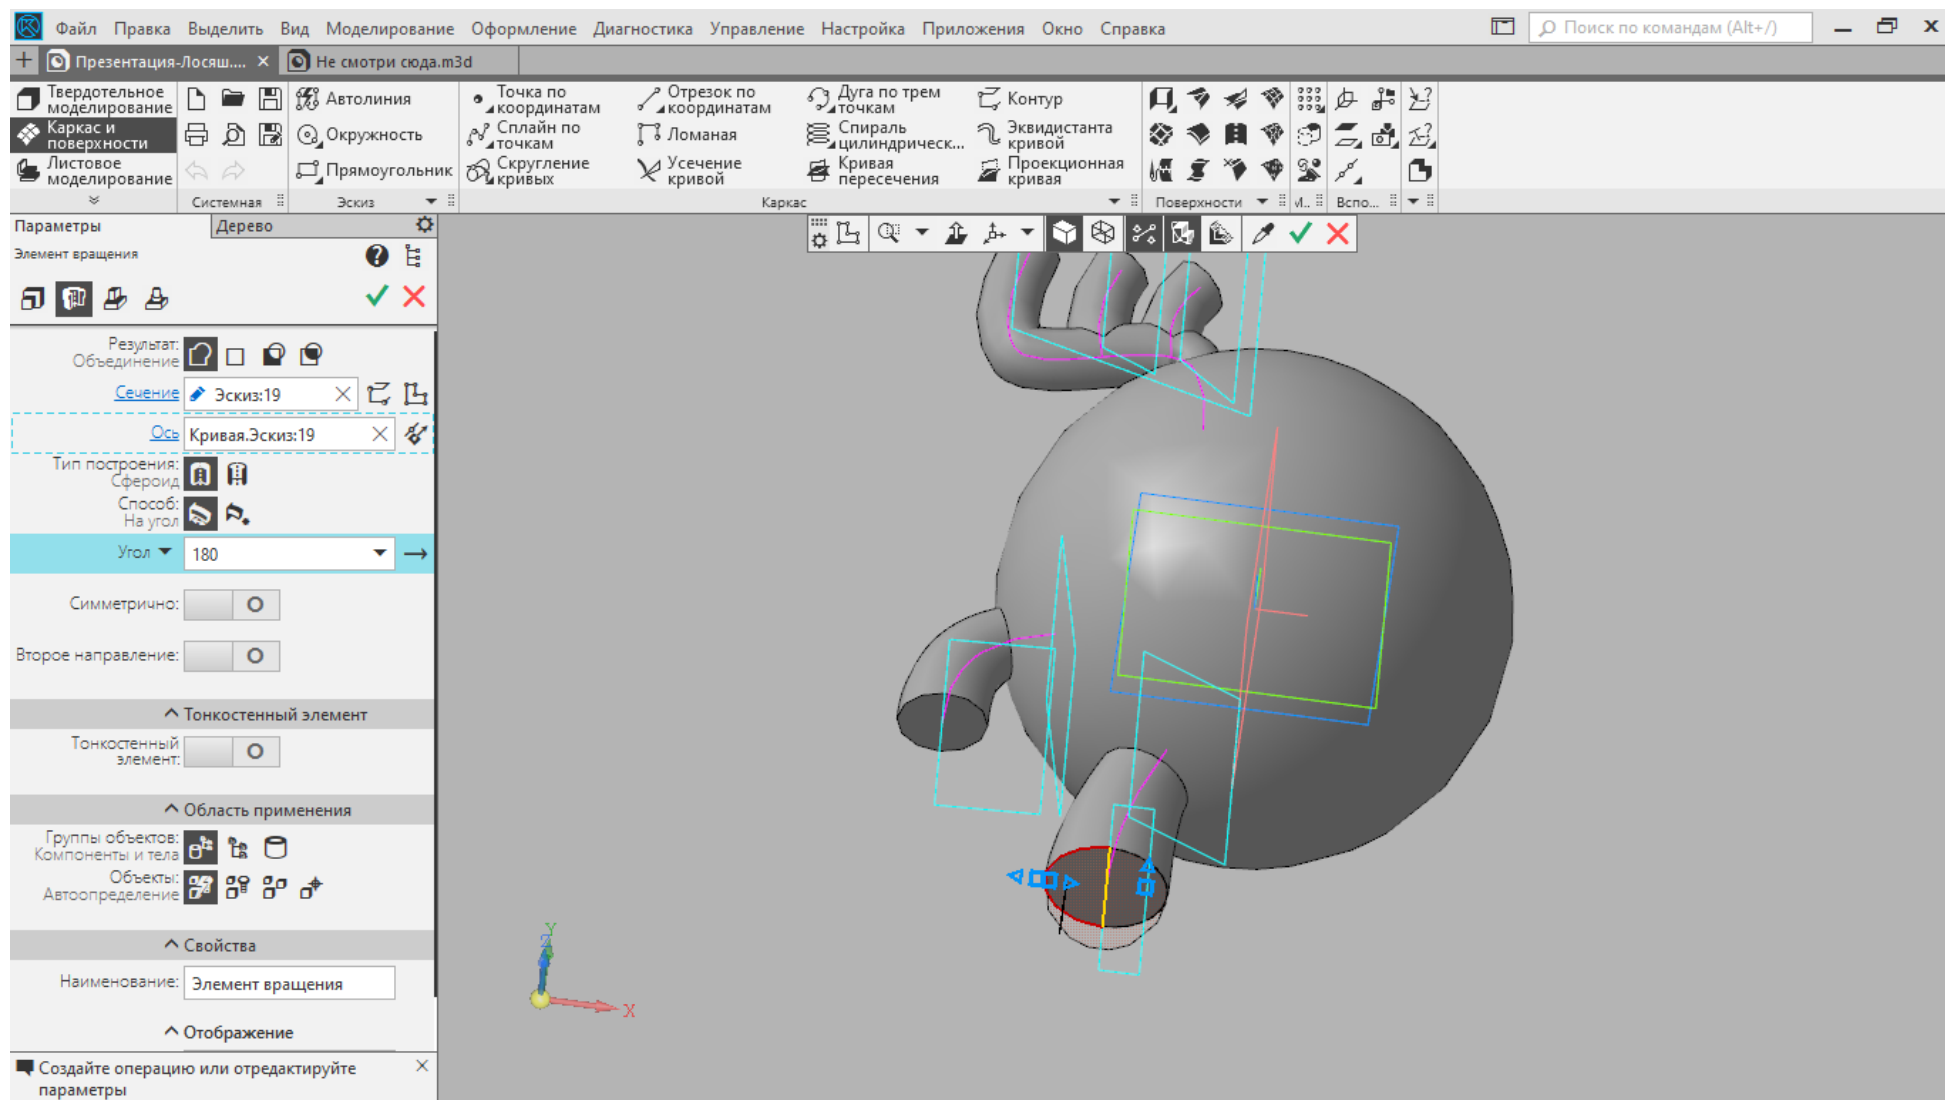 Файл Правка Выделить Вид Моделирование Оформление Диагностика Управление Настройка Приложения Окно Справка
Поиск по командам (Alt+/)
Презентация-Лосяш....
Не смотри сюда.m3d
Твердотельное моделирование
Каркас и поверхности
Листовое моделирование
Системная
Автолиния
Окружность
Прямоугольник
Эскиз
Точка по координатам
Сплайн по точкам
Скругление кривых
Отрезок по координатам
Ломаная
Усечение кривой
Дуга по трем точкам
Спираль цилиндрическ...
Кривая пересечения
Контур
Эквидистанта кривой
Проекционная кривая
Каркас
Поверхности
И..
Вспо...
Параметры
Дерево
Элемент вращения
Результат:
Объединение
Сечение
Эскиз:19
Ось
Кривая.Эскиз:19
Тип построения:
Сфероид
Способ:
На угол
Угол
180
Симметрично:
Второе направление:
Тонкостенный элемент
Тонкостенный
элемент:
Область применения
Группы объектов:
Компоненты и тела
Объекты:
Автоопределение
Свойства
Наименование:
Элемент вращения
Отображение
Создайте операцию или отредактируйте
параметры
Y
Z
X